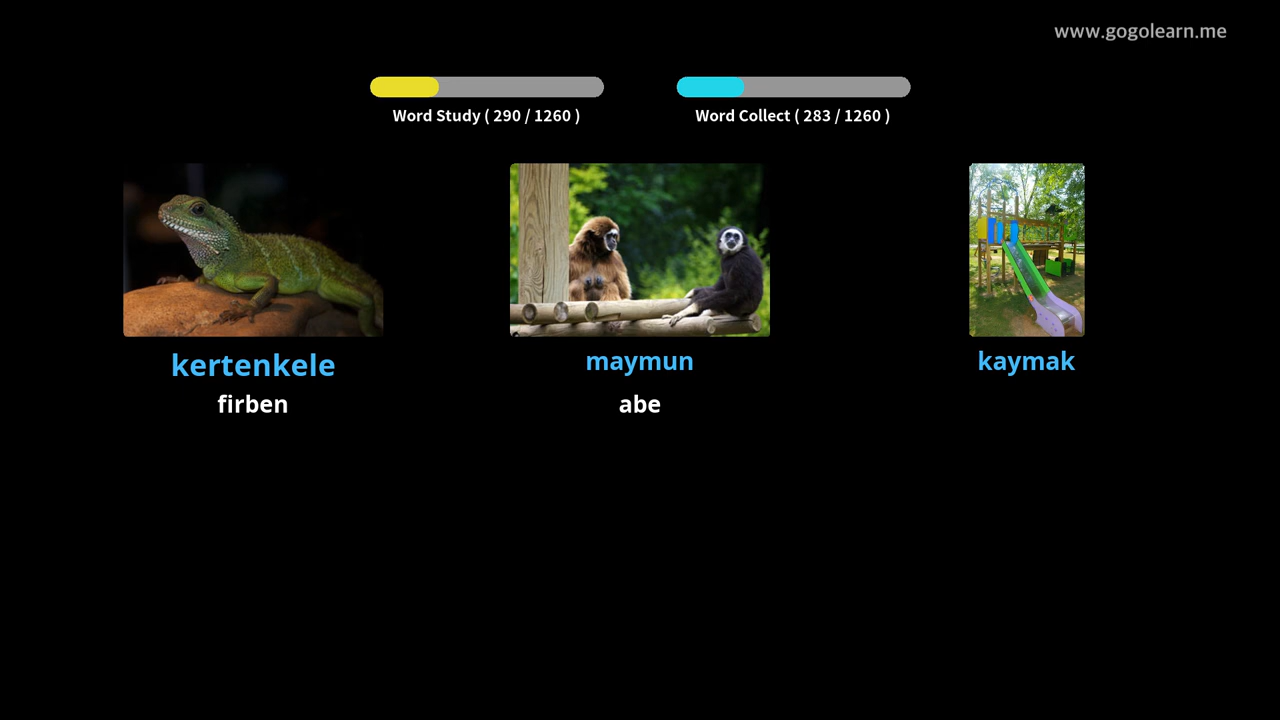 www.gogolearn.me
Word Study ( 290 / 1260 )
Word Collect ( 283 / 1260 )
kertenkele
maymun
kaymak
firben
abe